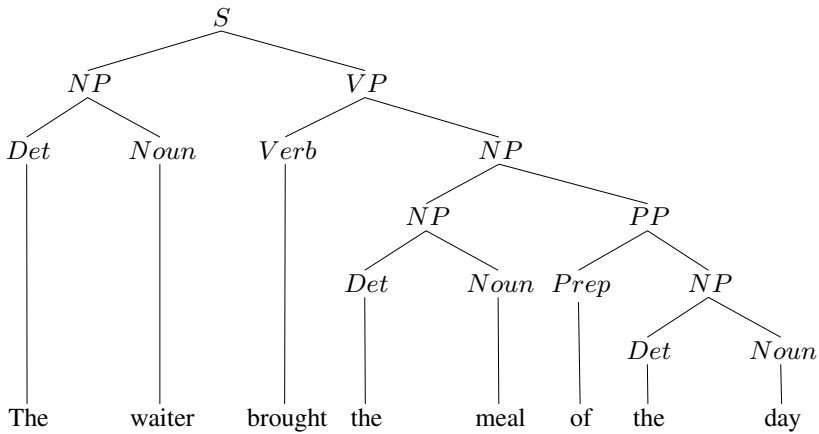 S
NP VP
Det Noun Verb NP
NP PP
Det Noun Prep NP
Det Noun
The waiter brought the meal of the day